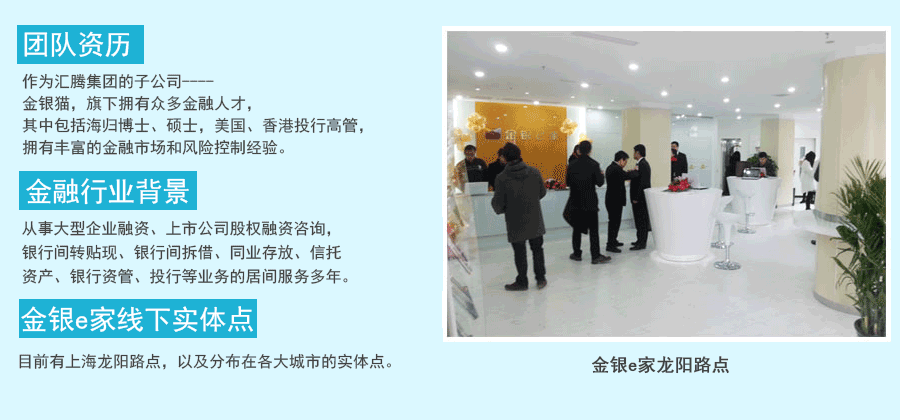 团队资历
作为汇腾集团的子公司----
金银猫，旗下拥有众多金融人才，
其中包括海归博士、硕士，美国、香港投行高管，
拥有丰富的金融市场和风险控制经验。
金融行业背景
从事大型企业融资、上市公司股权融资咨询，
银行间转贴现、银行间拆借、同业存放、信托
资产、银行资管、投行等业务的居间服务多年。
金银e家线下实体点
目前有上海龙阳路点，以及分布在各大城市的实体点。
金银e家
金银e家龙阳路点